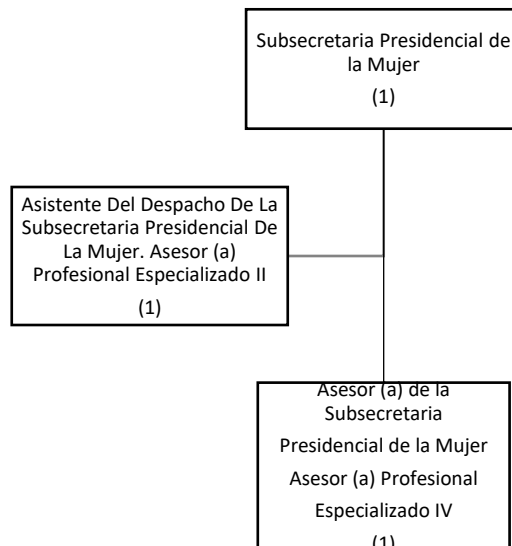 Subsecretaria Presidencial de
la Mujer
(1)
Asistente Del Despacho De La
Subsecretaria Presidencial De
La Mujer. Asesor (a)
Profesional Especializado II
(1)
Asesor (a) de la
Subsecretaria
Presidencial de la Mujer
Asesor (a) Profesional
Especializado IV
(1)